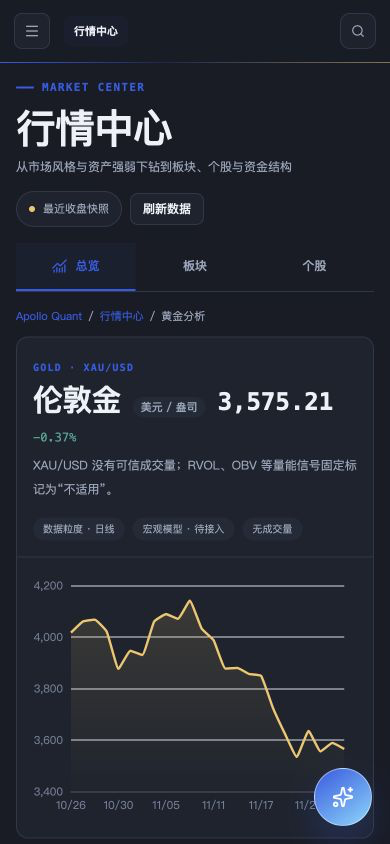 行情中心
MARKET CENTER
行情中心
从市场风格与资产强弱下钻到板块、个股与资金结构
最近收盘快照
刷新数据
总览 板块 个股
Apollo Quant / 行情中心 / 黄金分析
GOLD · XAU/USD
伦敦金 美元 / 盎司 3,575.21
-0.37%
XAU/USD 没有可信成交量；RVOL、OBV 等量能信号固定标
记为“不适用”。
数据粒度 · 日线 宏观模型 · 待接入 无成交量
4,200
4,000
3,800
3,600
3,400
10/26 10/30 11/05 11/11 11/17